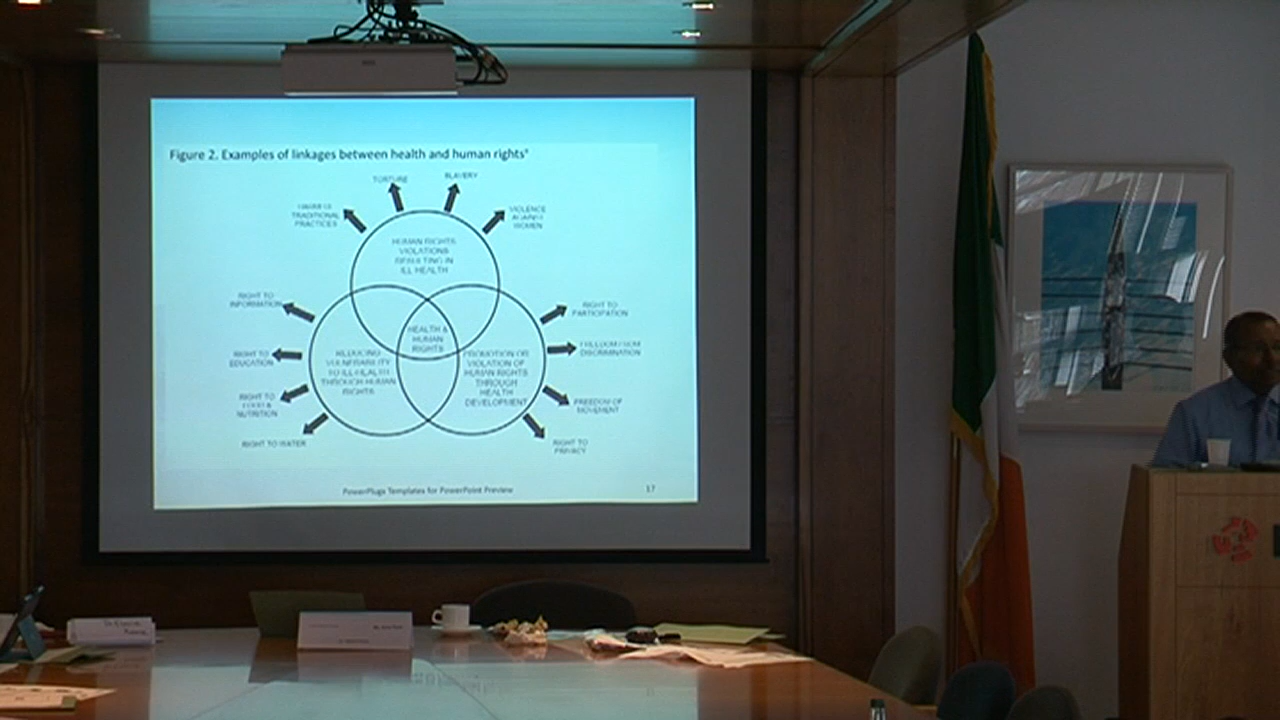 Figure 2. Examples of linkages between health and human rights
TORTURE
SLAVERY
HARMFUL
TRADITIONAL
PRACTICES
VIOLENCE
AGAINST
WOMEN
HUMAN RIGHTS
VIOLATIONS
RESULTING IN
ILL HEALTH
RIGHT TO
INFORMATION
RIGHT TO
PARTICIPATION
HEALTH &
HUMAN
RIGHTS
RIGHT TO
EDUCATION
REDUCING
VULNERABILITY
TO ILL-HEALTH
THROUGH HUMAN
RIGHTS
PROMOTION OR
VIOLATION OF
HUMAN RIGHTS
THROUGH
HEALTH
DEVELOPMENT
FREEDOM FROM
DISCRIMINATION
RIGHT TO
FOOD &
NUTRITION
FREEDOM OF
MOVEMENT
RIGHT TO WATER
RIGHT TO
PRIVACY
PowerPlugs Templates for PowerPoint Preview
17